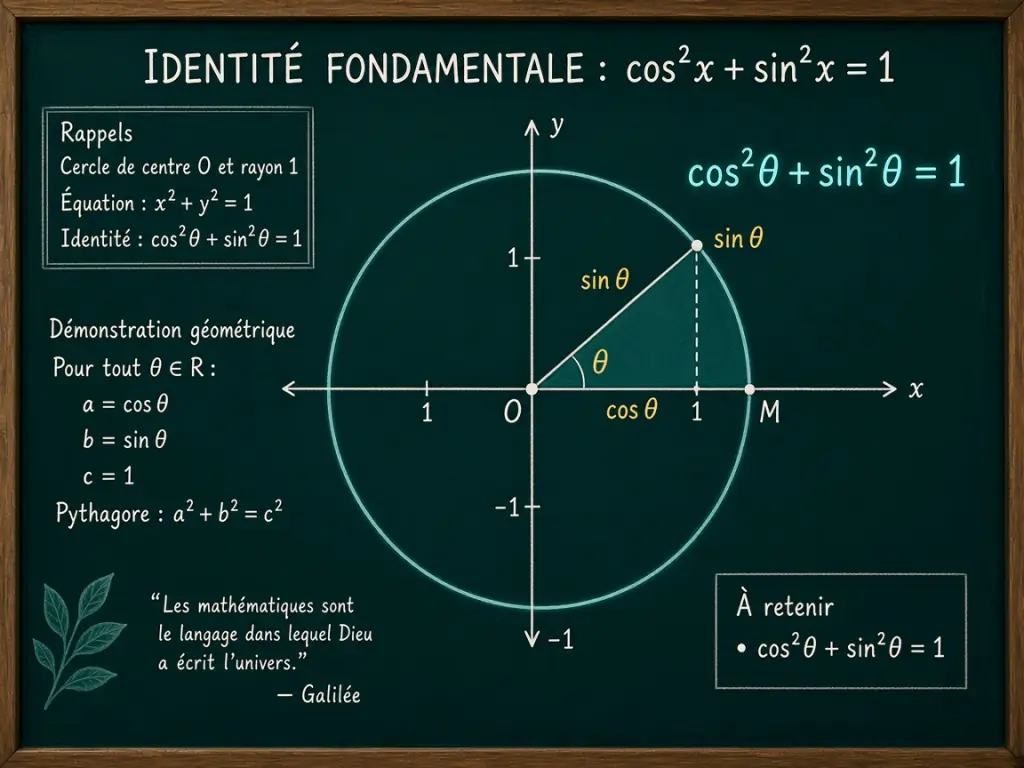 IDENTITÉ FONDAMENTALE : cos²x + sin²x = 1
Rappels
Cercle de centre O et rayon 1
Équation : x² + y² = 1
Identité : cos²θ + sin²θ = 1
y
cos²θ + sin²θ = 1
1
sin θ
sin θ
θ
x
1
O
cos θ
1
M
-1
-1
Démonstration géométrique
Pour tout θ ∈ R :
a = cos θ
b = sin θ
c = 1
Pythagore : a² + b² = c²
“Les mathématiques sont
le langage dans lequel Dieu
a écrit l'univers.”
— Galilée
À retenir
• cos²θ + sin²θ = 1